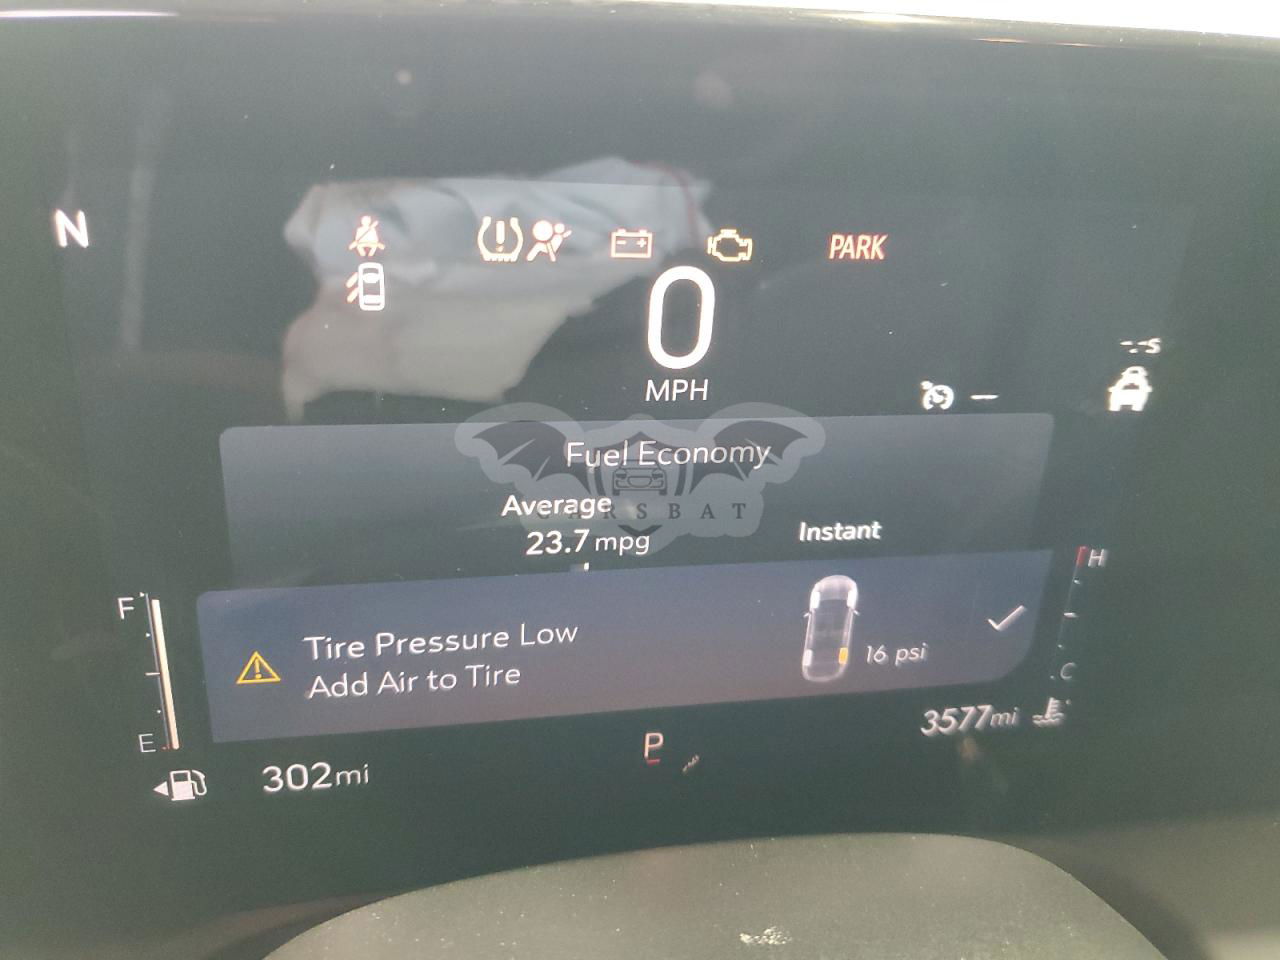 N
PARK
0
MPH
--s
Fuel Economy
CARSBAT
Average
23.7 mpg
Instant
H
F
Tire Pressure Low
Add Air to Tire
16 psi
C
E
P
3577mi
302mi